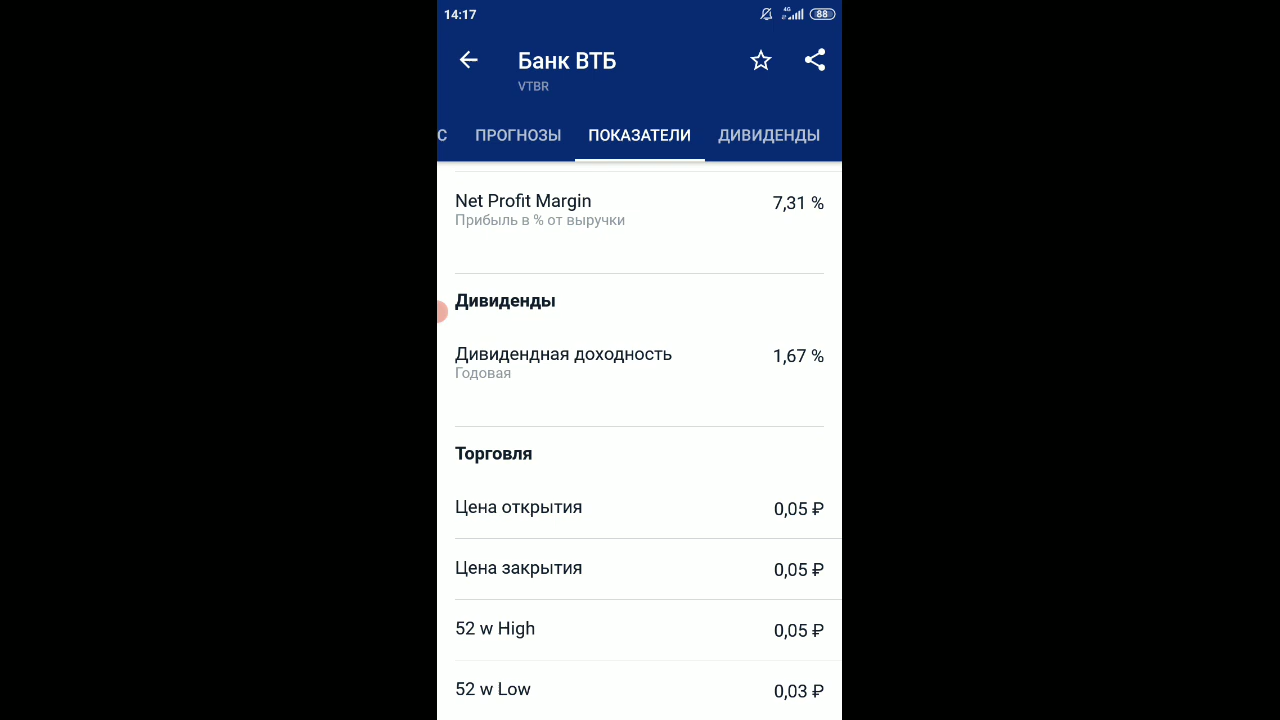 14:17
4G
88
Банк ВТБ
VTBR
С ПРОГНОЗЫ ПОКАЗАТЕЛИ ДИВИДЕНДЫ
Net Profit Margin 7,31 %
Прибыль в % от выручки
Дивиденды
Дивидендная доходность 1,67 %
Годовая
Торговля
Цена открытия 0,05 ₽
Цена закрытия 0,05 ₽
52 w High 0,05 ₽
52 w Low 0,03 ₽